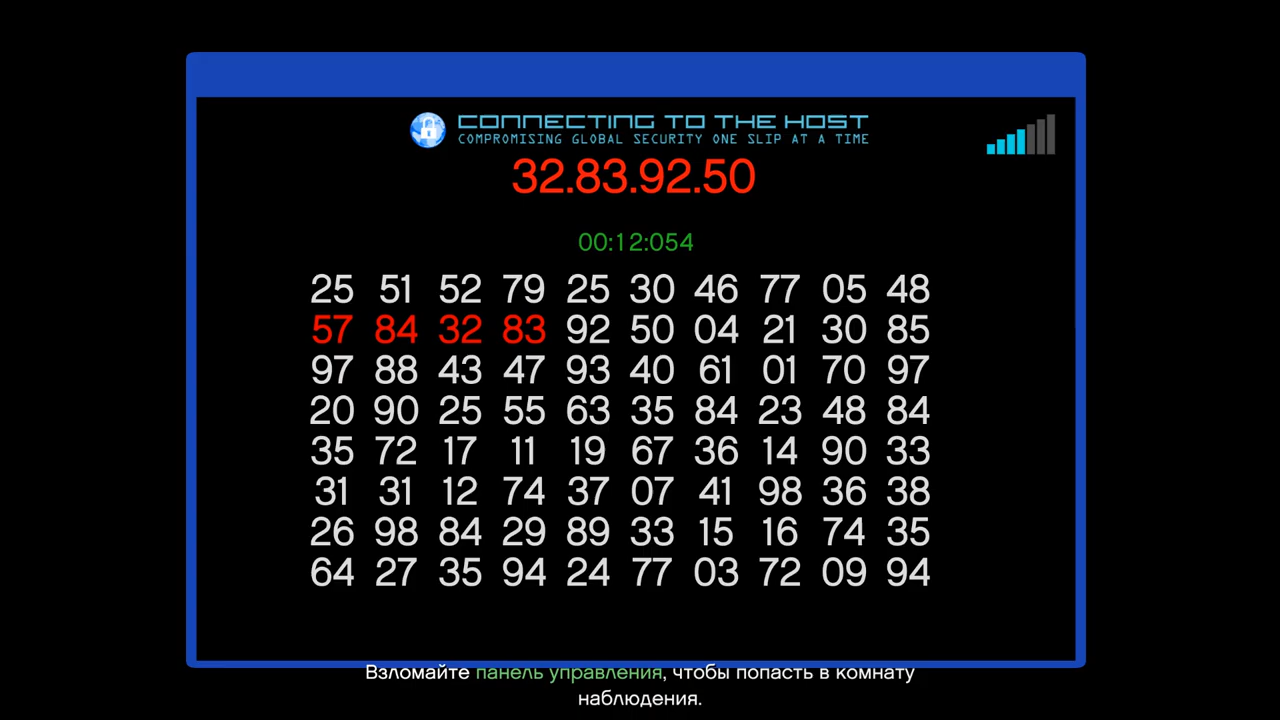 CONNECTING TO THE HOST
COMPROMISING GLOBAL SECURITY ONE SLIP AT A TIME
32.83.92.50
00:12:054
25 51 52 79 25 30 46 77 05 48
57 84 32 83 92 50 04 21 30 85
97 88 43 47 93 40 61 01 70 97
20 90 25 55 63 35 84 23 48 84
35 72 17 11 19 67 36 14 90 33
31 31 12 74 37 07 41 98 36 38
26 98 84 29 89 33 15 16 74 35
64 27 35 94 24 77 03 72 09 94
Взломайте панель управления, чтобы попасть в комнату
наблюдения.